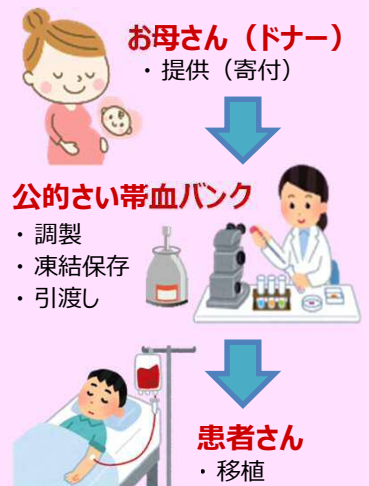 お母さん（ドナー）
・提供（寄付）
公的さい帯血バンク
・調製
・凍結保存
・引渡し
患者さん
・移植